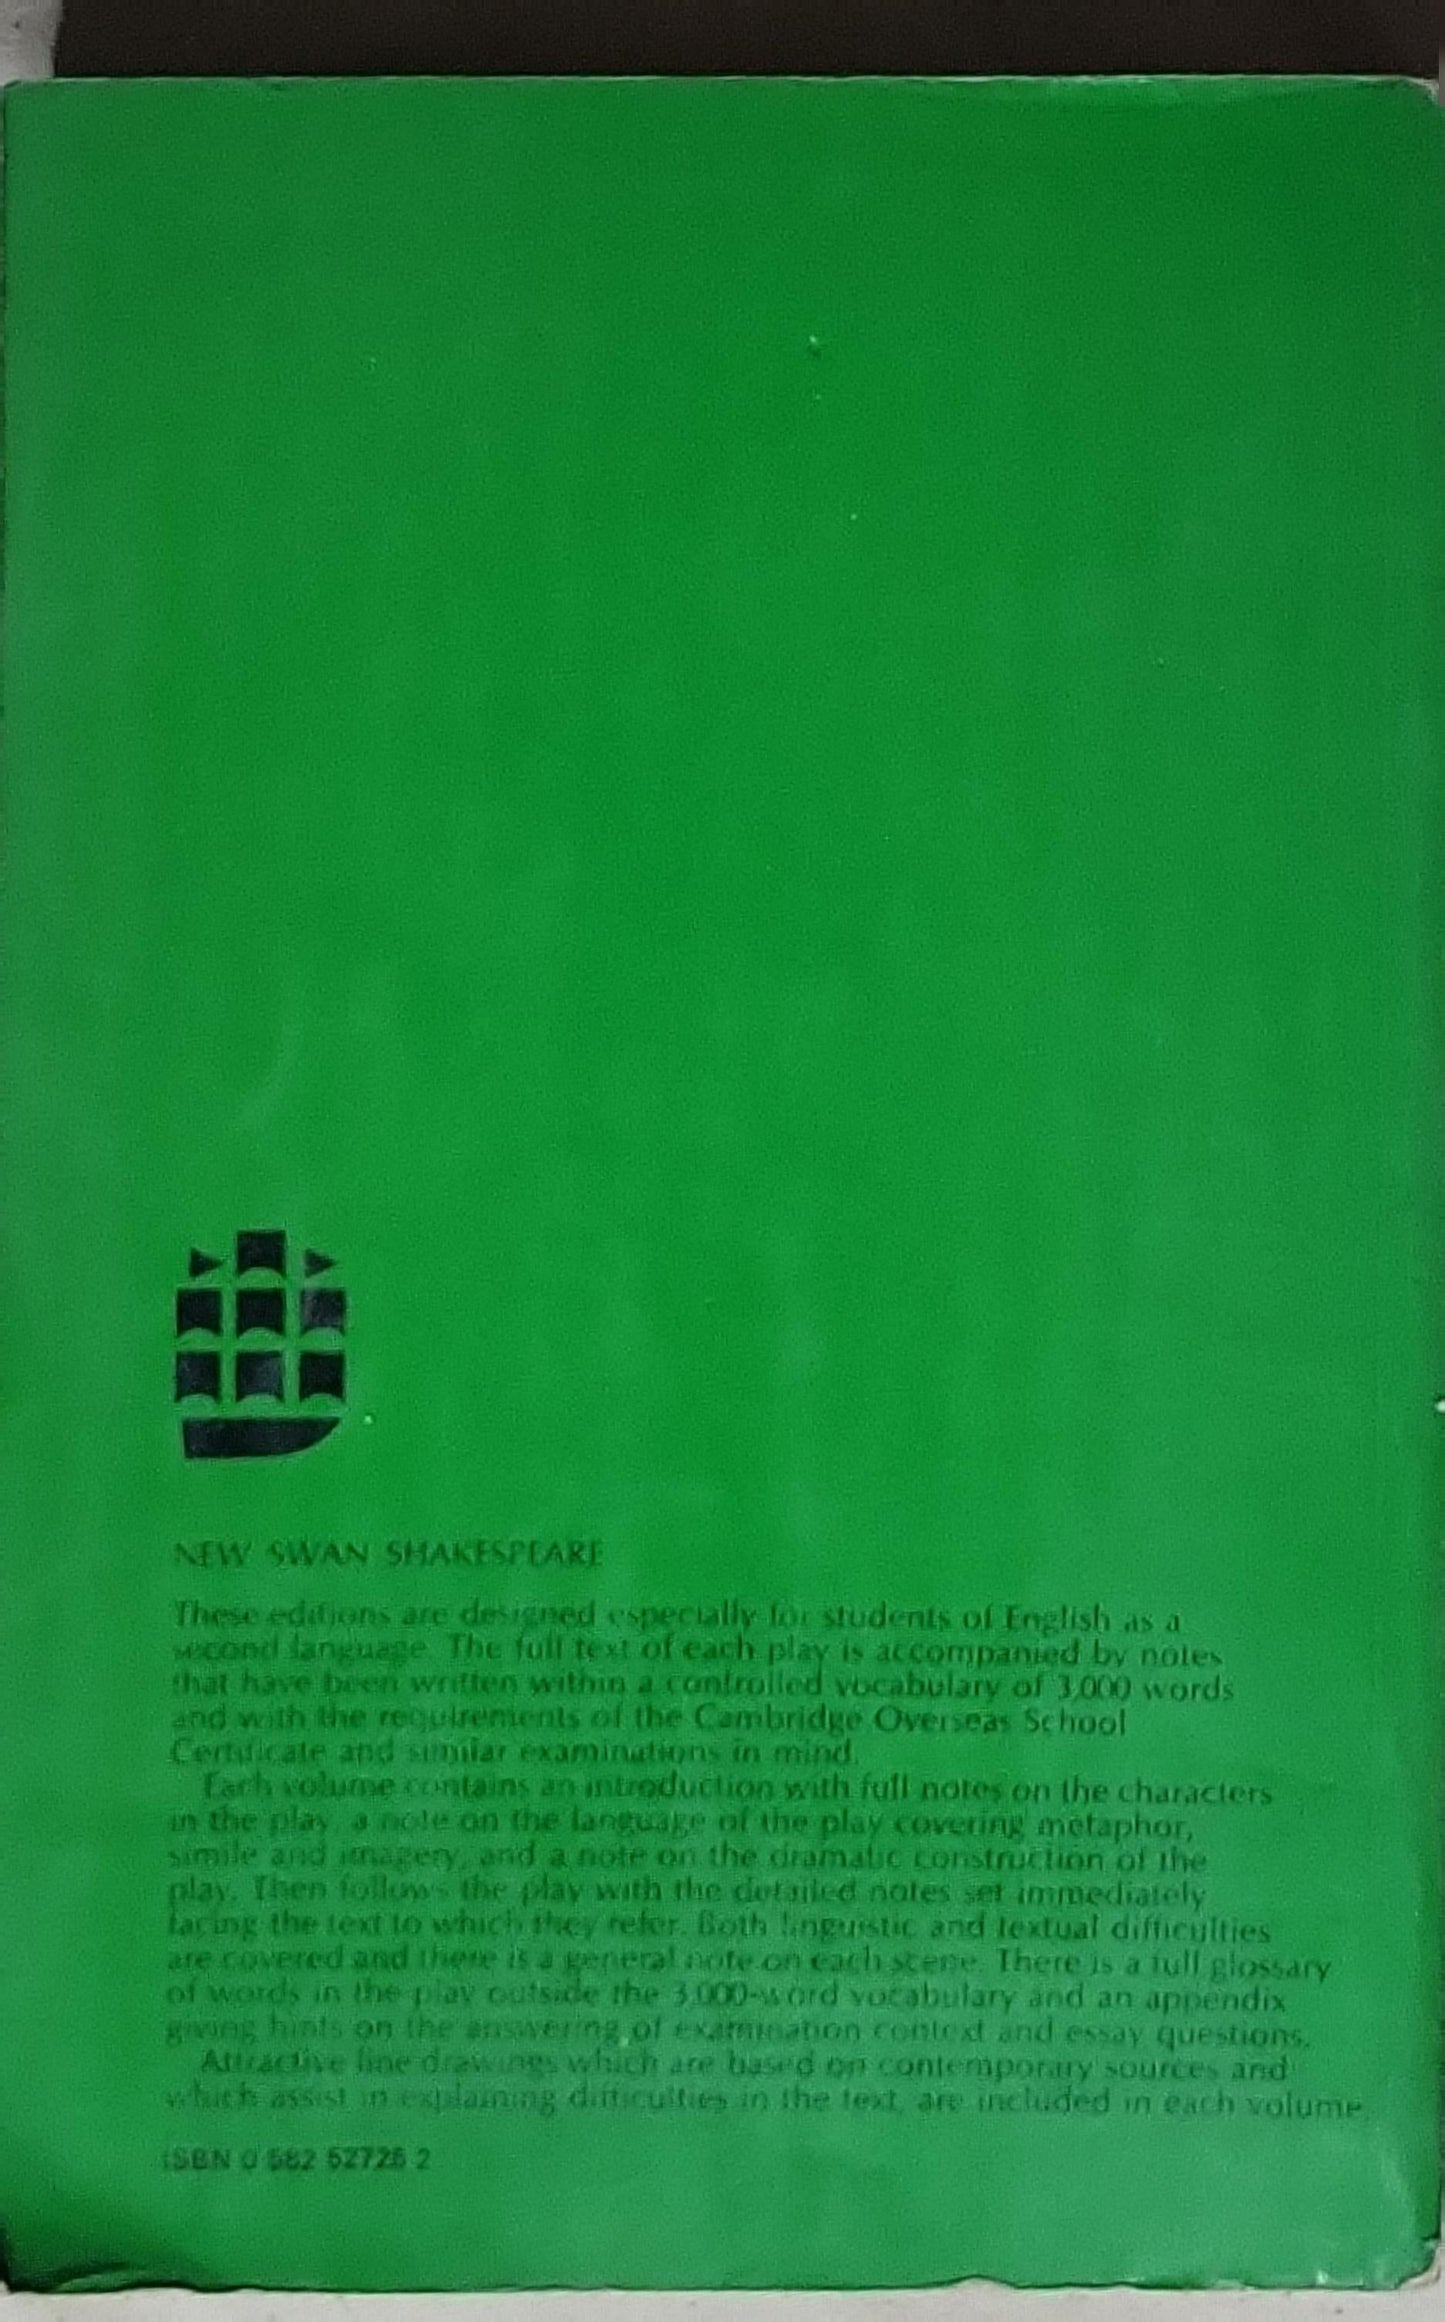 NEW SWAN SHAKESPEARE
These editions are designed especially for students of English as a
second language. The full text of each play is accompanied by notes
that have been written within a controlled vocabulary of 3,000 words
and with the requirements of the Cambridge Overseas School
Certificate and similar examinations in mind.
Each volume contains an introduction with full notes on the characters
in the play, a note on the language of the play covering metaphor,
simile and imagery, and a note on the dramatic construction of the
play. Then follows the play with the detailed notes set immediately
facing the text to which they refer. Both linguistic and textual difficulties
are covered and there is a general note on each scene. There is a full glossary
of words in the play outside the 3,000-word vocabulary and an appendix
giving hints on the answering of examination context and essay questions.
Attractive line drawings which are based on contemporary sources and
which assist in explaining difficulties in the text, are included in each volume.
ISBN 0 582 52726 2